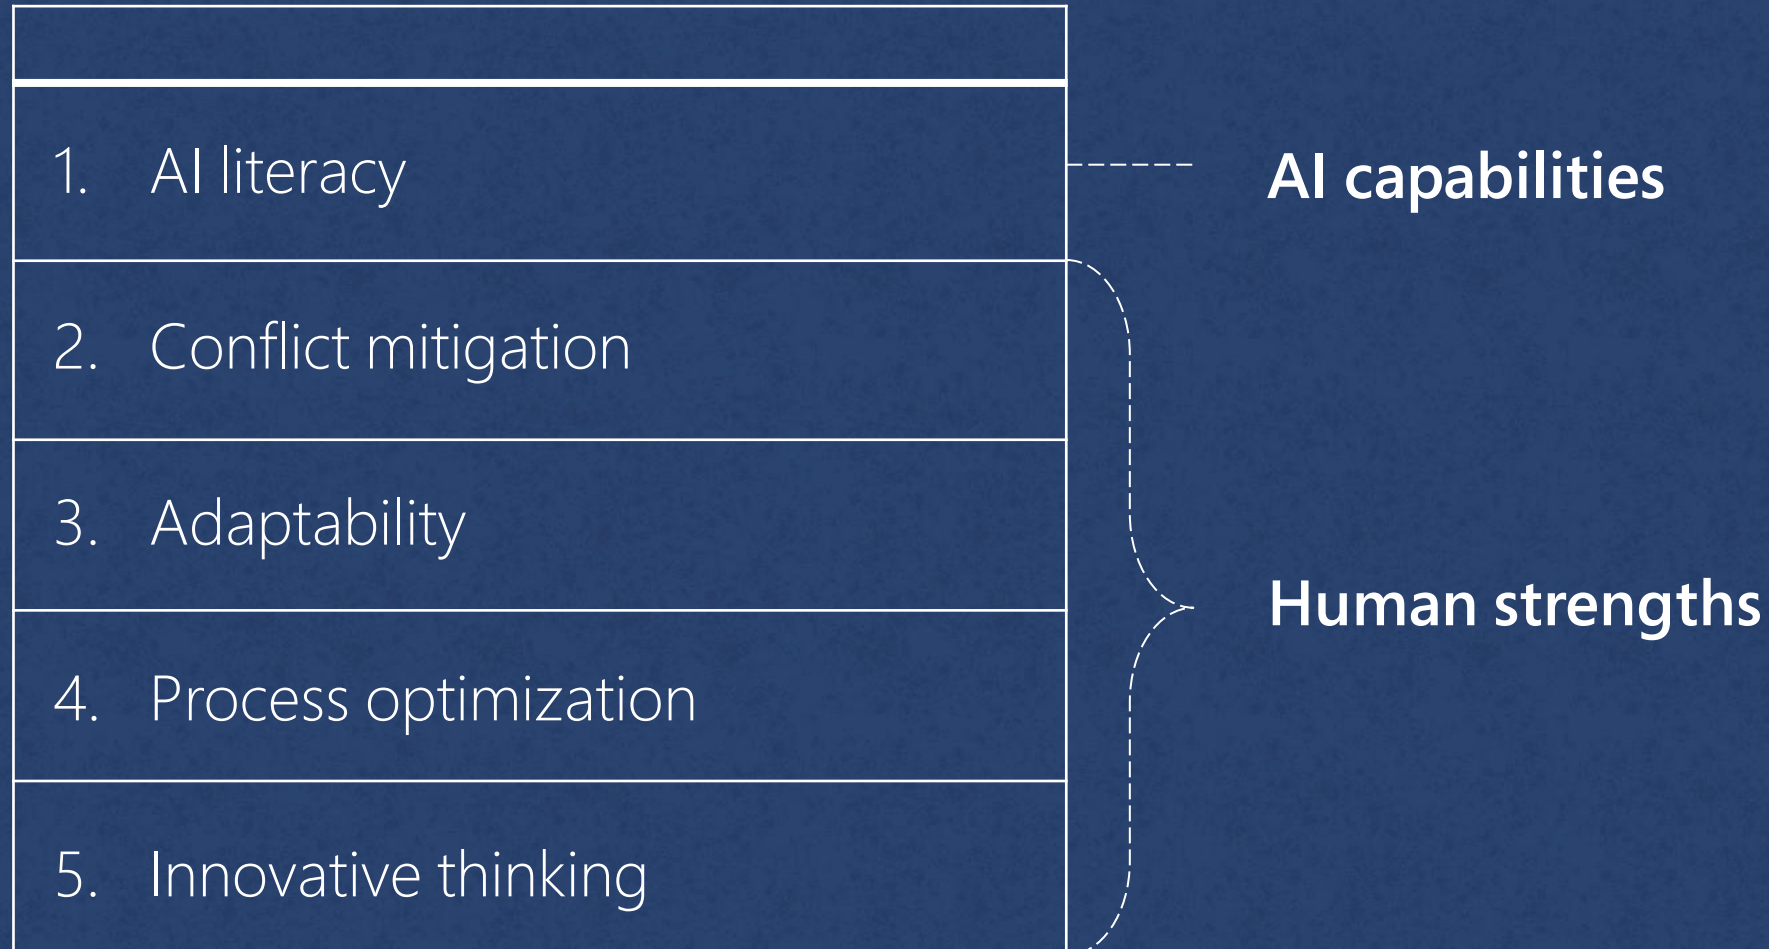 1. AI literacy
AI capabilities
2. Conflict mitigation
3. Adaptability
Human strengths
4. Process optimization
5. Innovative thinking